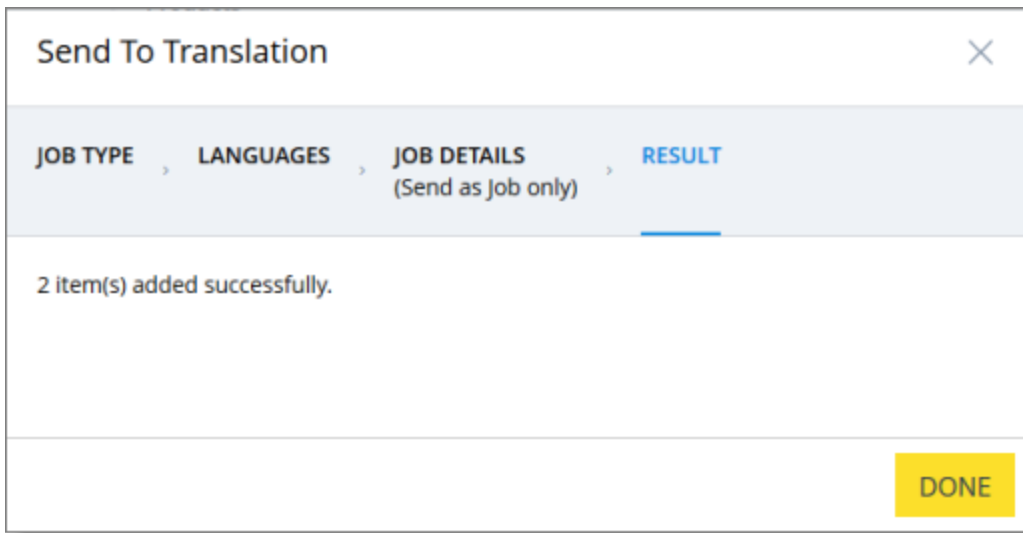 Send To Translation
JOB TYPE › LANGUAGES › JOB DETAILS › RESULT
(Send as Job only)
2 item(s) added successfully.
DONE